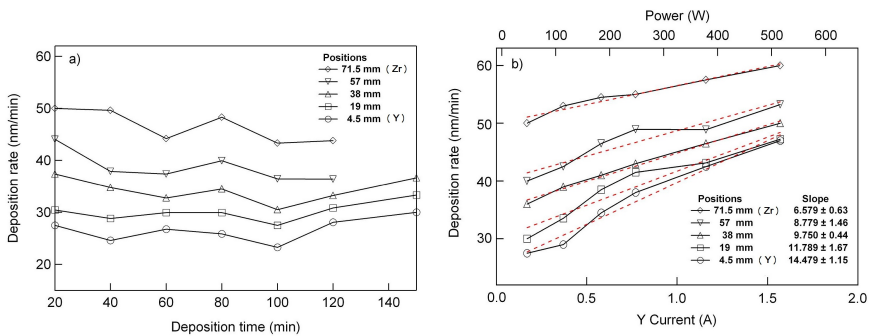 a)
Positions
71.5 mm (Zr)
57 mm
38 mm
19 mm
4.5 mm (Y)
60
50
40
30
20
Deposition rate (nm/min)
20 40 60 80 100 120 140
Deposition time (min)
Power (W)
0 100 200 300 400 500 600
b)
60
50
40
30
Deposition rate (nm/min)
Positions Slope
71.5 mm (Zr) 6.579 ± 0.63
57 mm 8.779 ± 1.46
38 mm 9.750 ± 0.44
19 mm 11.789 ± 1.67
4.5 mm (Y) 14.479 ± 1.15
0.0 0.5 1.0 1.5 2.0
Y Current (A)